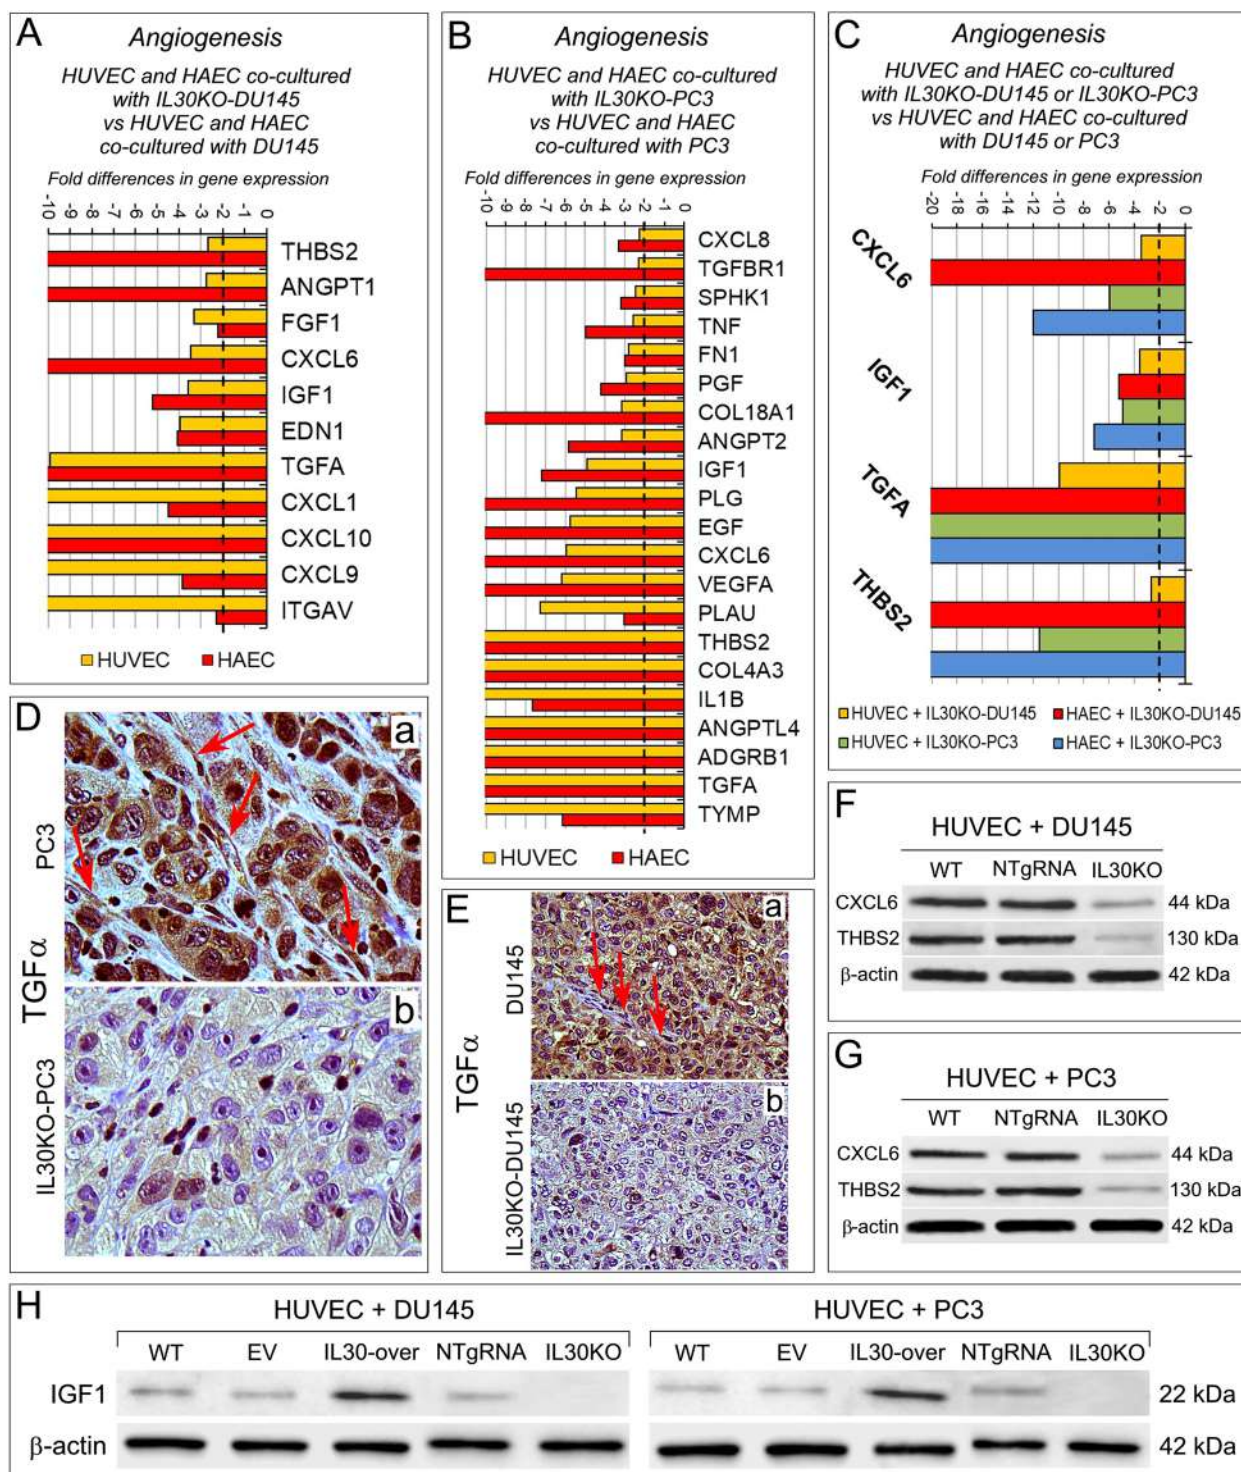 A
Angiogenesis
HUVEC and HAEC co-cultured
with IL30KO-DU145
vs HUVEC and HAEC
co-cultured with DU145
Fold differences in gene expression
-10 -9 -8 -7 -6 -5 -4 -3 -2 -1 0
THBS2
ANGPT1
FGF1
CXCL6
IGF1
EDN1
TGFA
CXCL1
CXCL10
CXCL9
ITGAV
HUVEC HAEC
B
Angiogenesis
HUVEC and HAEC co-cultured
with IL30KO-PC3
vs HUVEC and HAEC
co-cultured with PC3
Fold differences in gene expression
-10 -9 -8 -7 -6 -5 -4 -3 -2 -1 0
CXCL8
TGFBR1
SPHK1
TNF
FN1
PGF
COL18A1
ANGPT2
IGF1
PLG
EGF
CXCL6
VEGFA
PLAU
THBS2
COL4A3
IL1B
ANGPTL4
ADGRB1
TGFA
TYMP
HUVEC HAEC
C
Angiogenesis
HUVEC and HAEC co-cultured
with IL30KO-DU145 or IL30KO-PC3
vs HUVEC and HAEC co-cultured
with DU145 or PC3
Fold differences in gene expression
-20 -18 -16 -14 -12 -10 -8 -6 -4 -2 0
CXCL6
IGF1
TGFA
THBS2
HUVEC + IL30KO-DU145 HAEC + IL30KO-DU145
HUVEC + IL30KO-PC3 HAEC + IL30KO-PC3
D
a
PC3
TGFα
b
IL30KO-PC3
E
a
DU145
TGFα
b
IL30KO-DU145
F
HUVEC + DU145
WT NTgRNA IL30KO
CXCL6 44 kDa
THBS2 130 kDa
β-actin 42 kDa
G
HUVEC + PC3
WT NTgRNA IL30KO
CXCL6 44 kDa
THBS2 130 kDa
β-actin 42 kDa
H
HUVEC + DU145 HUVEC + PC3
WT EV IL30-over NTgRNA IL30KO WT EV IL30-over NTgRNA IL30KO
IGF1 22 kDa
β-actin 42 kDa